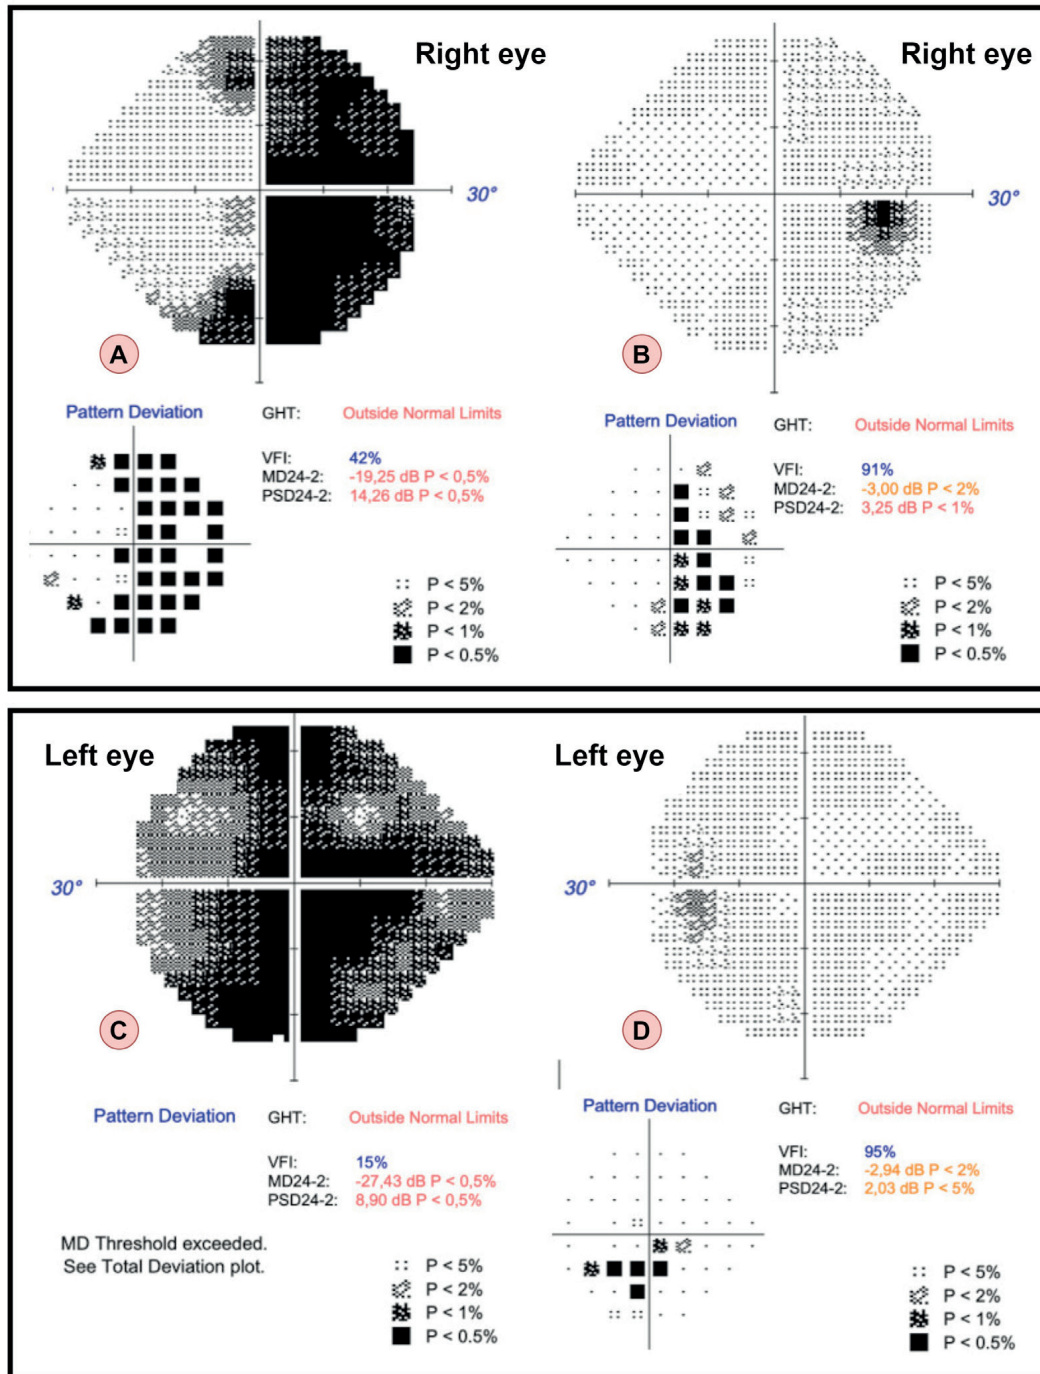 Right eye
30°
A
Pattern Deviation
GHT: Outside Normal Limits
VFI: 42%
MD24-2: -19,25 dB P < 0,5%
PSD24-2: 14,26 dB P < 0,5%
:: P < 5%
P < 2%
P < 1%
P < 0.5%
Right eye
30°
B
Pattern Deviation
GHT: Outside Normal Limits
VFI: 91%
MD24-2: -3,00 dB P < 2%
PSD24-2: 3,25 dB P < 1%
:: P < 5%
P < 2%
P < 1%
P < 0.5%
Left eye
30°
C
Pattern Deviation
GHT: Outside Normal Limits
VFI: 15%
MD24-2: -27,43 dB P < 0,5%
PSD24-2: 8,90 dB P < 0,5%
MD Threshold exceeded.
See Total Deviation plot.
:: P < 5%
P < 2%
P < 1%
P < 0.5%
Left eye
30°
D
Pattern Deviation
GHT: Outside Normal Limits
VFI: 95%
MD24-2: -2,94 dB P < 2%
PSD24-2: 2,03 dB P < 5%
:: P < 5%
P < 2%
P < 1%
P < 0.5%